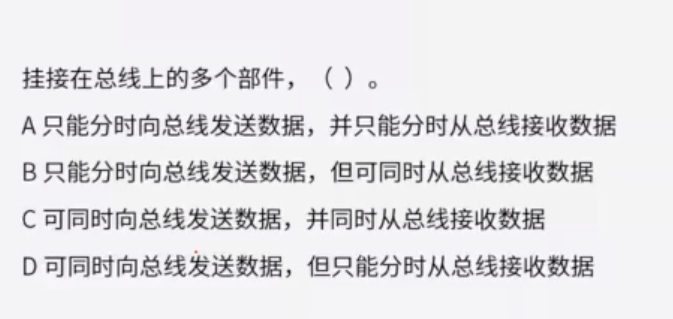 挂接在总线上的多个部件，（ ）。
A 只能分时向总线发送数据，并只能分时从总线接收数据
B 只能分时向总线发送数据，但可同时从总线接收数据
C 可同时向总线发送数据，并同时从总线接收数据
D 可同时向总线发送数据，但只能分时从总线接收数据